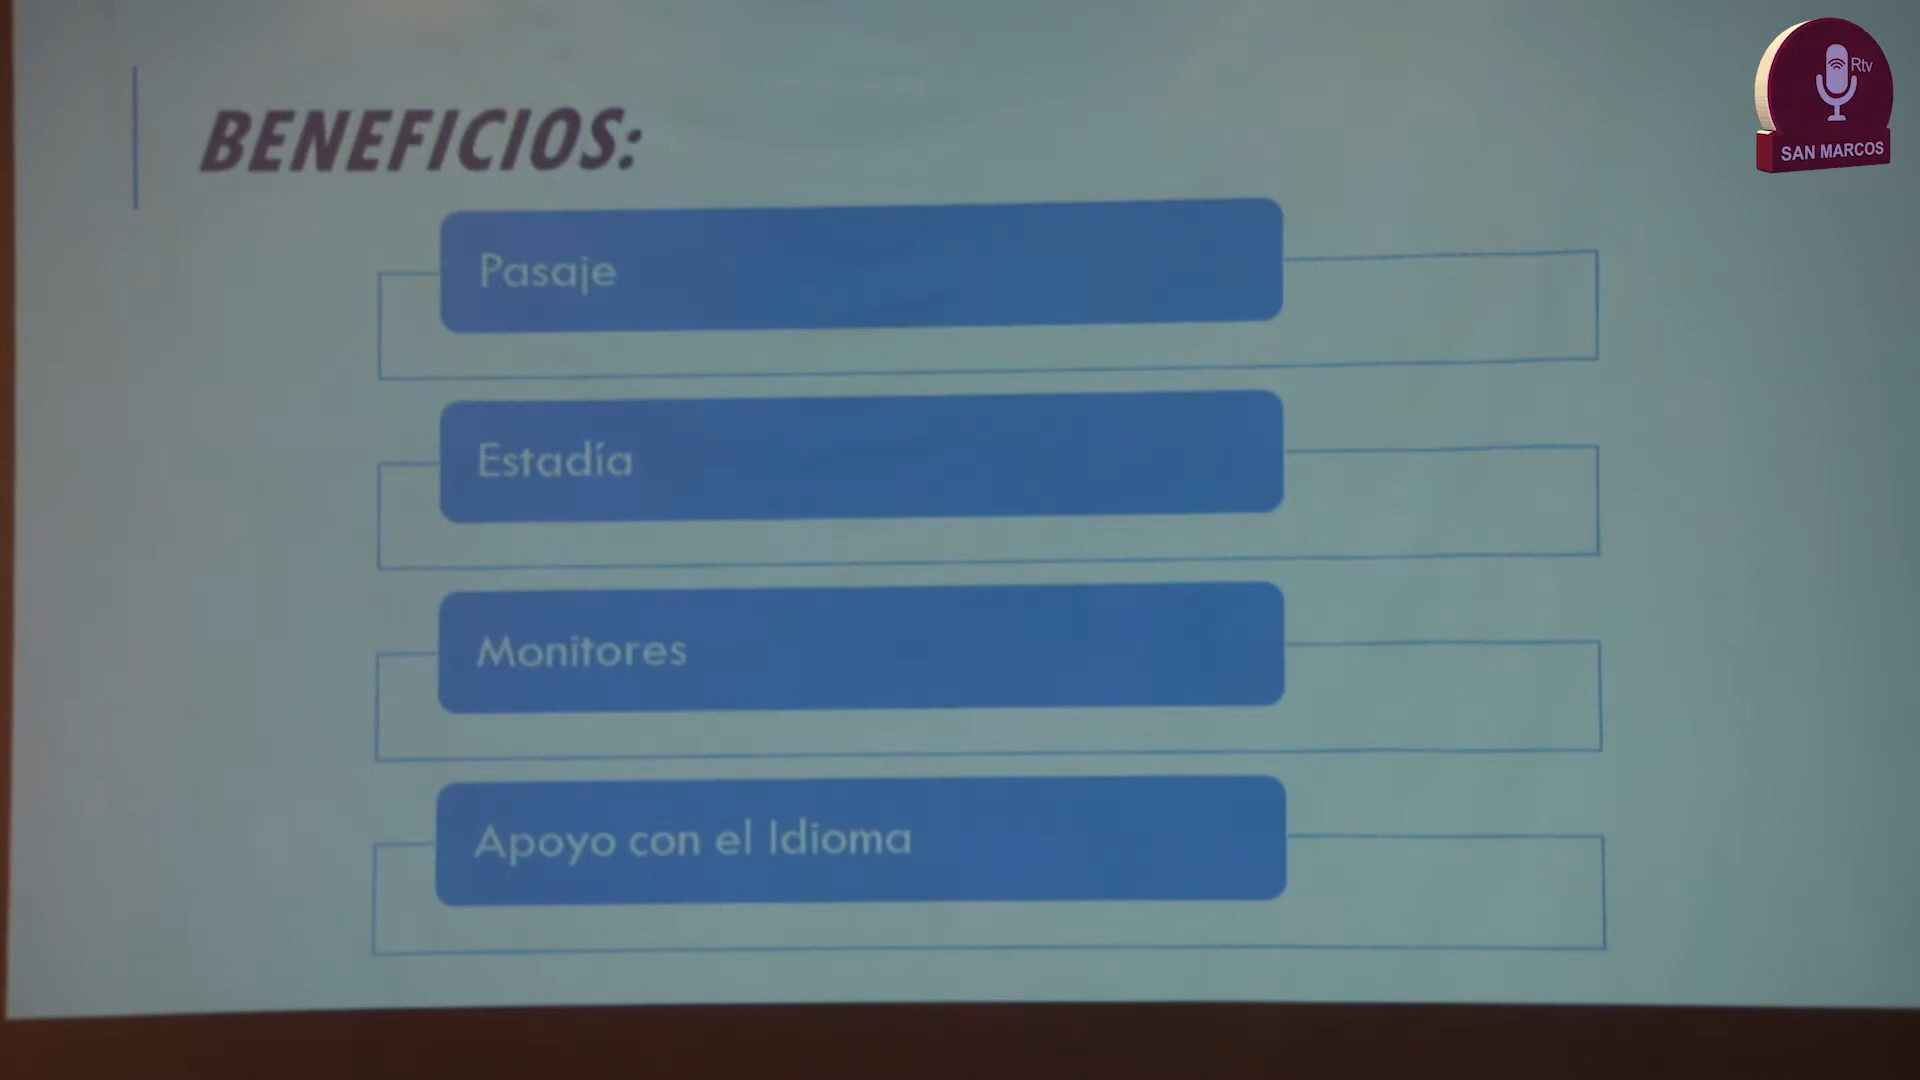 BENEFICIOS:
Pasaje
Estadía
Monitores
Apoyo con el Idioma
Rtv
SAN MARCOS